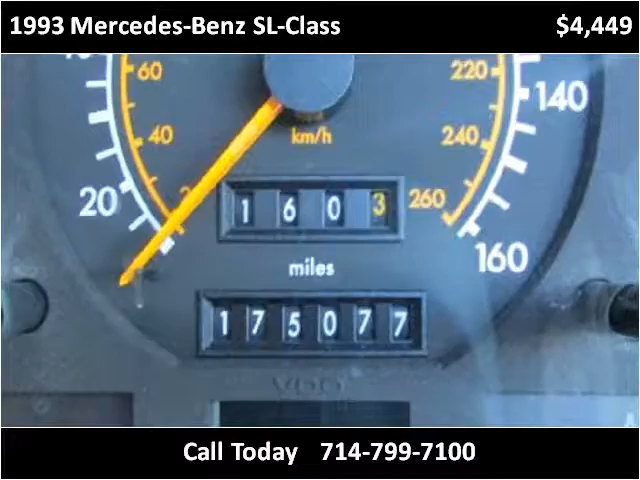 1993 Mercedes-Benz SL-Class $4,449
60 220 140
40 km/h 240
20 1 6 0 3 260
miles 160
1 7 5 0 7 7
VDO
Call Today 714-799-7100